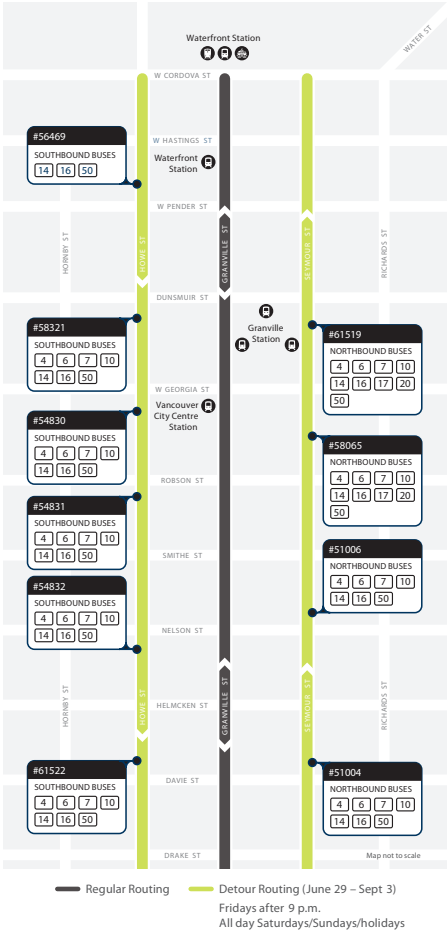 Waterfront Station
WATER ST
W CORDOVA ST
#56469
SOUTHBOUND BUSES
14 16 50
W HASTINGS ST
Waterfront
Station
W PENDER ST
HORNBY ST
HOWE ST
GRANVILLE ST
SEYMOUR ST
RICHARDS ST
DUNSMUIR ST
#58321
SOUTHBOUND BUSES
4 6 7 10
14 16 50
Granville
Station
#61519
NORTHBOUND BUSES
4 6 7 10
14 16 17 20
50
W GEORGIA ST
Vancouver
City Centre
Station
#54830
SOUTHBOUND BUSES
4 6 7 10
14 16 50
#58065
NORTHBOUND BUSES
4 6 7 10
14 16 17 20
50
ROBSON ST
#54831
SOUTHBOUND BUSES
4 6 7 10
14 16 50
SMITHE ST
#51006
NORTHBOUND BUSES
4 6 7 10
14 16 50
#54832
SOUTHBOUND BUSES
4 6 7 10
14 16 50
NELSON ST
HORNBY ST
HOWE ST
HELMCKEN ST
GRANVILLE ST
SEYMOUR ST
RICHARDS ST
#61522
SOUTHBOUND BUSES
4 6 7 10
14 16 50
DAVIE ST
#51004
NORTHBOUND BUSES
4 6 7 10
14 16 50
DRAKE ST
Map not to scale
Regular Routing
Detour Routing (June 29 – Sept 3)
Fridays after 9 p.m.
All day Saturdays/Sundays/holidays